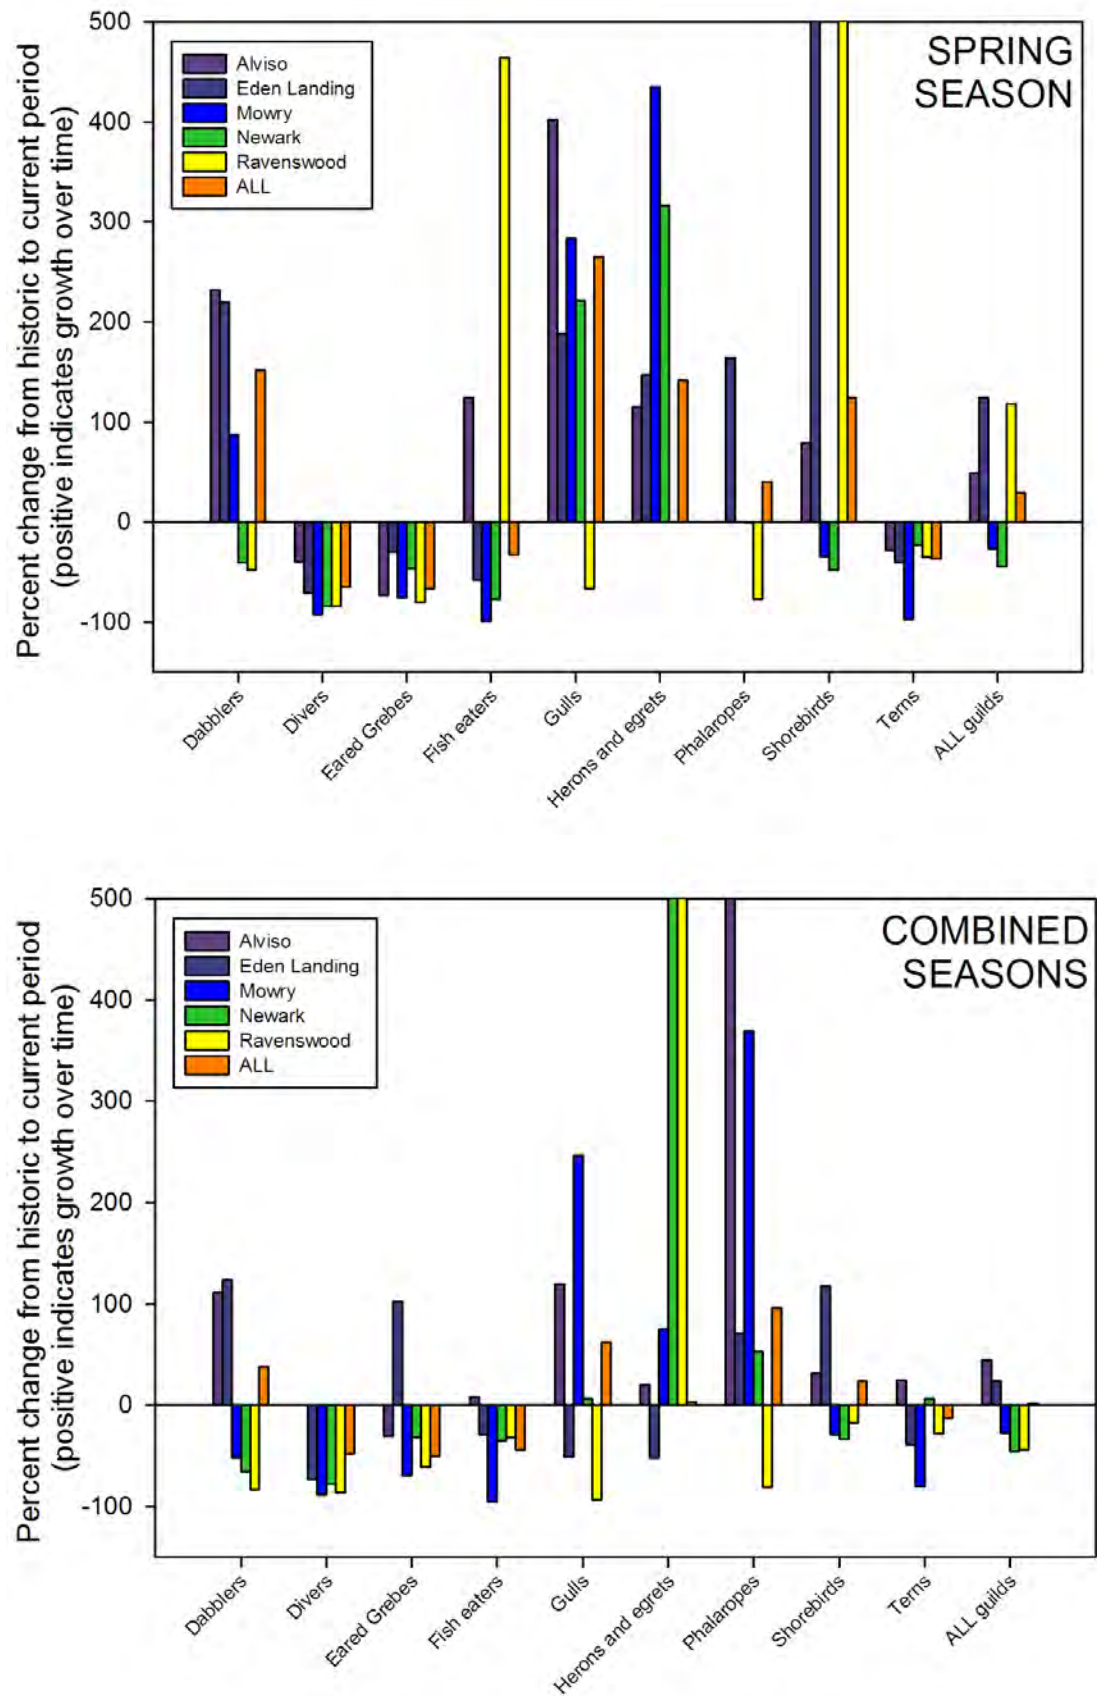 Percent change from historic to current period
(positive indicates growth over time)
500
400
300
200
100
0
-100
Alviso
Eden Landing
Mowry
Newark
Ravenswood
ALL
SPRING
SEASON
Dabblers
Divers
Eared Grebes
Fish eaters
Gulls
Herons and egrets
Phalaropes
Shorebirds
Terns
ALL guilds
Percent change from historic to current period
(positive indicates growth over time)
500
400
300
200
100
0
-100
Alviso
Eden Landing
Mowry
Newark
Ravenswood
ALL
COMBINED
SEASONS
Dabblers
Divers
Eared Grebes
Fish eaters
Gulls
Herons and egrets
Phalaropes
Shorebirds
Terns
ALL guilds